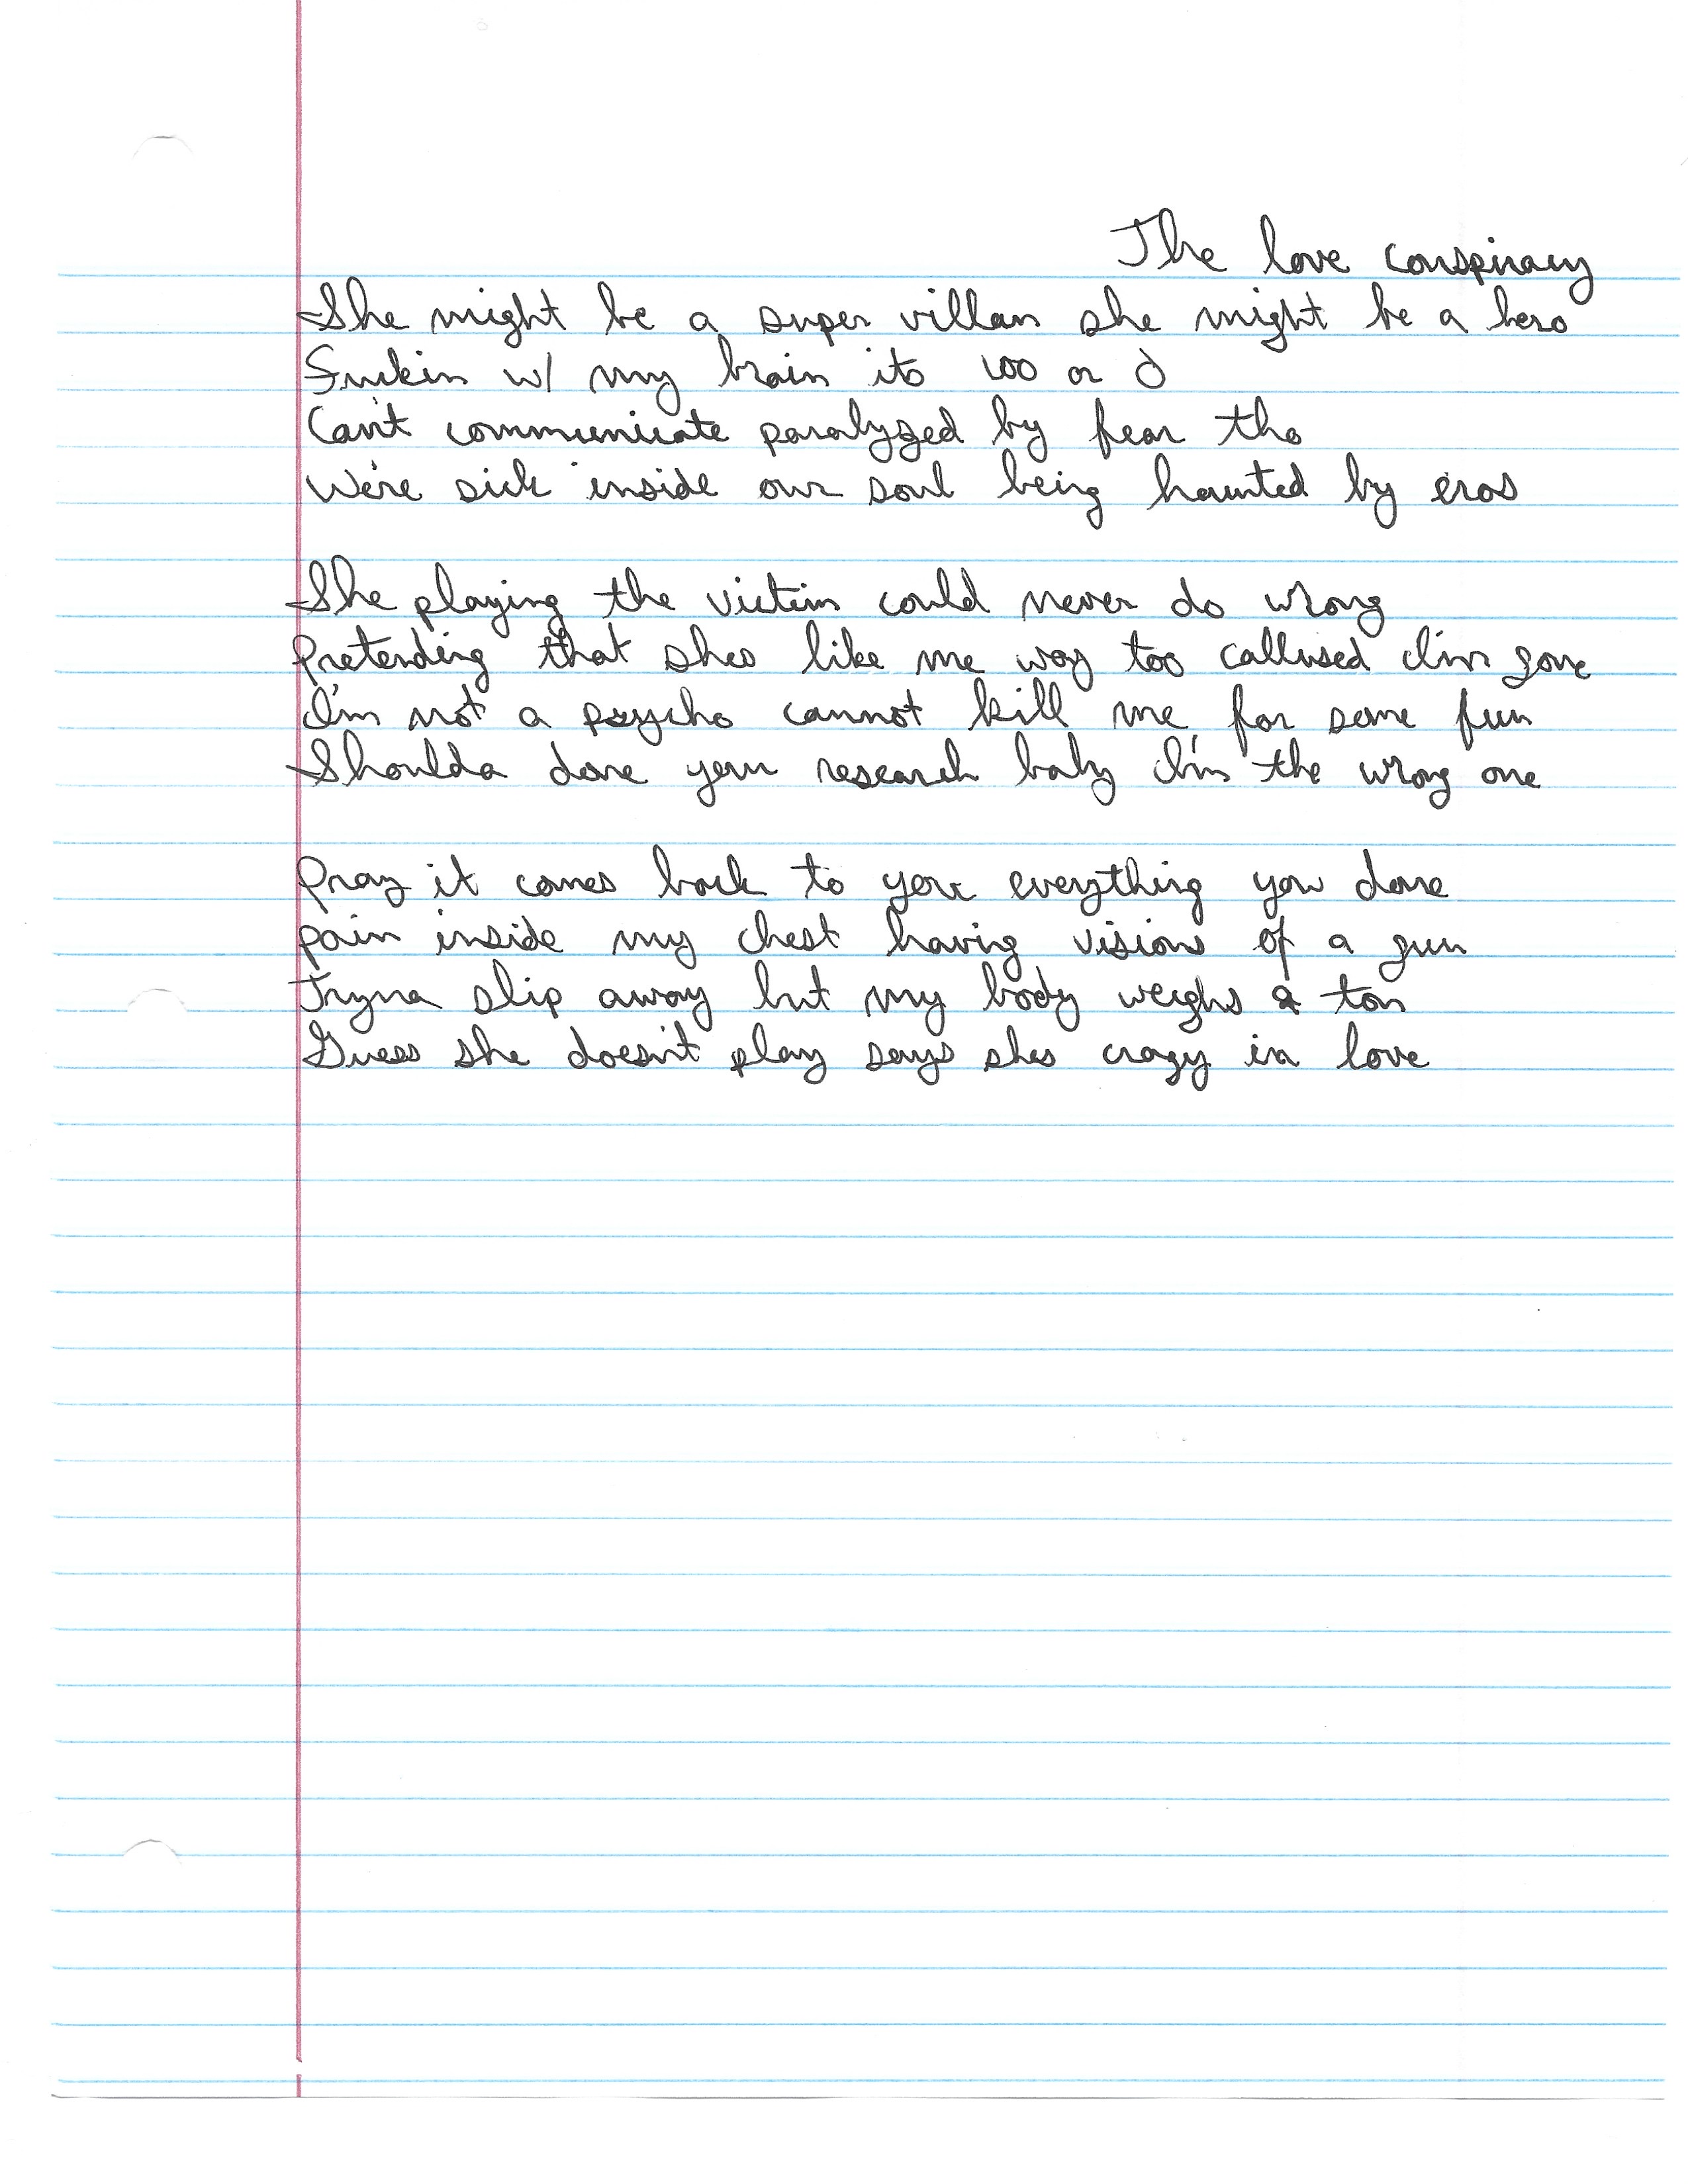 The love conspiracy
She might be a super villan she might be a hero
Fuckin w/ my brain its 100 or 0
Can't communicate paralyzed by fear tho
We're sick inside our soul being haunted by eros
She playing the victim could never do wrong
Pretending that shes like me way too callused I'm gone
I'm not a psycho cannot kill me for some fun
Shoulda done your research baby I'm the wrong one
Pray it comes back to you everything you done
pain inside my chest having visions of a gun
Tryna slip away but my body weighs a ton
Guess she doesn't play says shes crazy in love